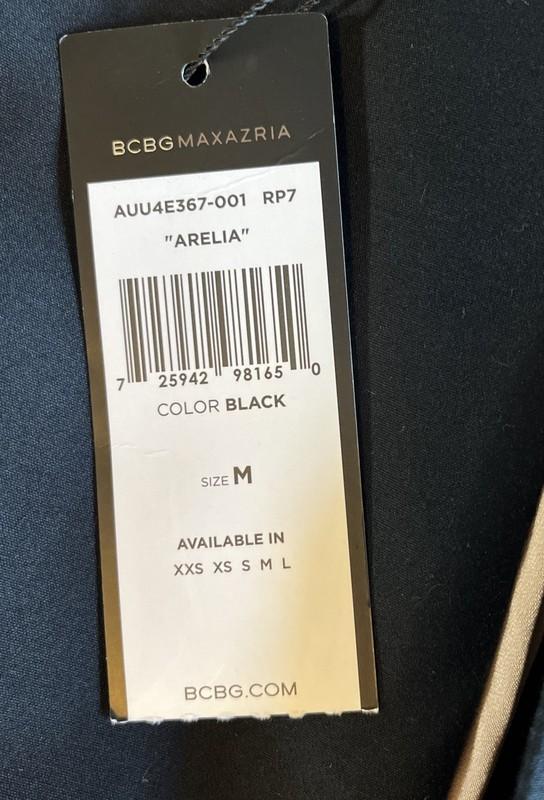 BCBGMAXAZRIA
AUU4E367-001 RP7
"ARELIA"
7 25942 98165 0
COLOR BLACK
SIZE M
AVAILABLE IN
XXS XS S M L
BCBG.COM